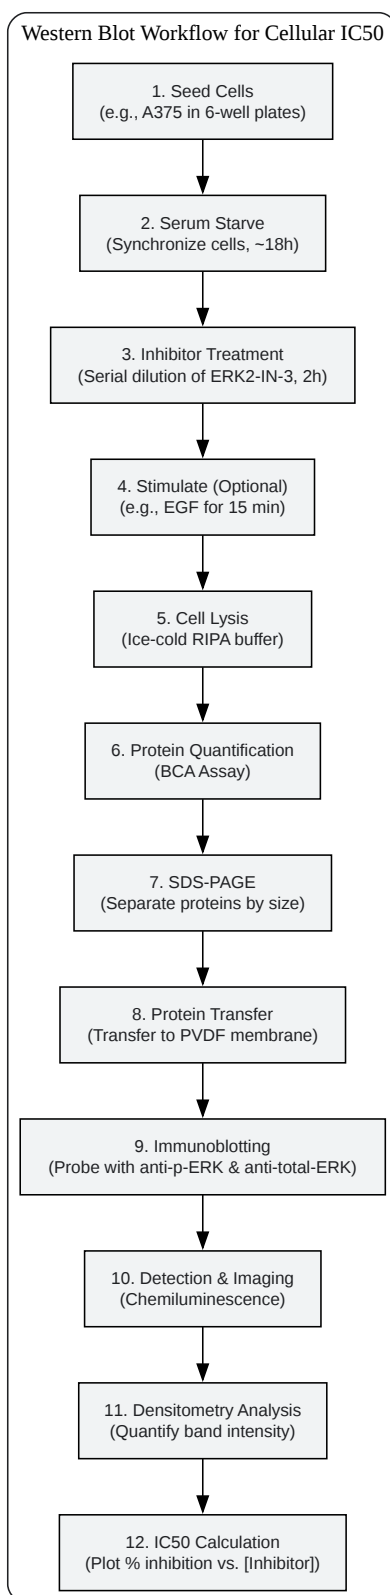 Western Blot Workflow for Cellular IC50
1. Seed Cells
(e.g., A375 in 6-well plates)
2. Serum Starve
(Synchronize cells, ~18h)
3. Inhibitor Treatment
(Serial dilution of ERK2-IN-3, 2h)
4. Stimulate (Optional)
(e.g., EGF for 15 min)
5. Cell Lysis
(Ice-cold RIPA buffer)
6. Protein Quantification
(BCA Assay)
7. SDS-PAGE
(Separate proteins by size)
8. Protein Transfer
(Transfer to PVDF membrane)
9. Immunoblotting
(Probe with anti-p-ERK & anti-total-ERK)
10. Detection & Imaging
(Chemiluminescence)
11. Densitometry Analysis
(Quantify band intensity)
12. IC50 Calculation
(Plot % inhibition vs. [Inhibitor])